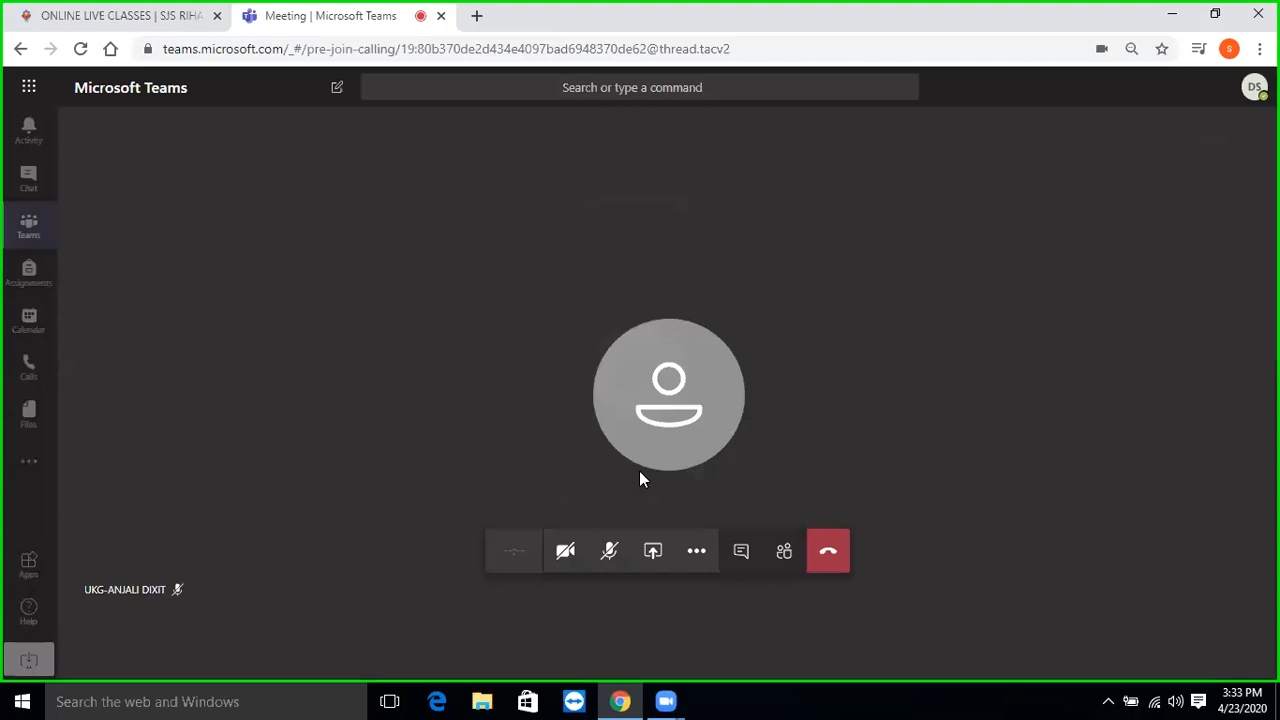 ONLINE LIVE CLASSES | SJS RIHA
Meeting | Microsoft Teams
teams.microsoft.com/_#/pre-join-calling/19:80b370de2d434e4097bad6948370de62@thread.tacv2
S
Microsoft Teams
Search or type a command
DS
Activity
Chat
Teams
Assignments
Calendar
Calls
Files
Apps
Help
--:--
UKG-ANJALI DIXIT
Search the web and Windows
3:33 PM
4/23/2020